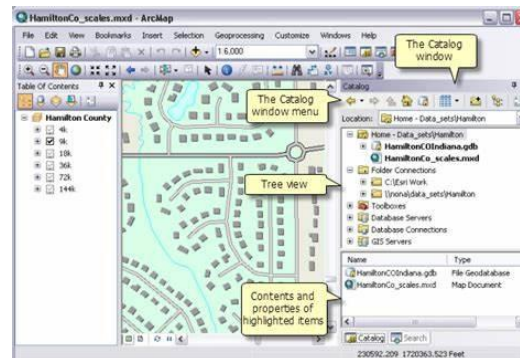 HamiltonCo_scales.mxd - ArcMap
File Edit View Bookmarks Insert Selection Geoprocessing Customize Windows Help
1:6,000
The Catalog window
Table Of Contents
Hamilton County
4k
9k
18k
36k
72k
144k
The Catalog window menu
Tree view
Contents and properties of highlighted items
Catalog
Location: Home - Data_sets\Hamilton
Home - Data_sets\Hamilton
HamiltonCOIndiana.gdb
HamiltonCo_scales.mxd
Folder Connections
C:\Esri Work
\\nona\data_sets\Hamilton
Toolboxes
Database Servers
Database Connections
GIS Servers
Name Type
HamiltonCOIndiana.gdb File Geodatabase
HamiltonCo_scales.mxd Map Document
Catalog Search
230592.209 1720363.523 Feet